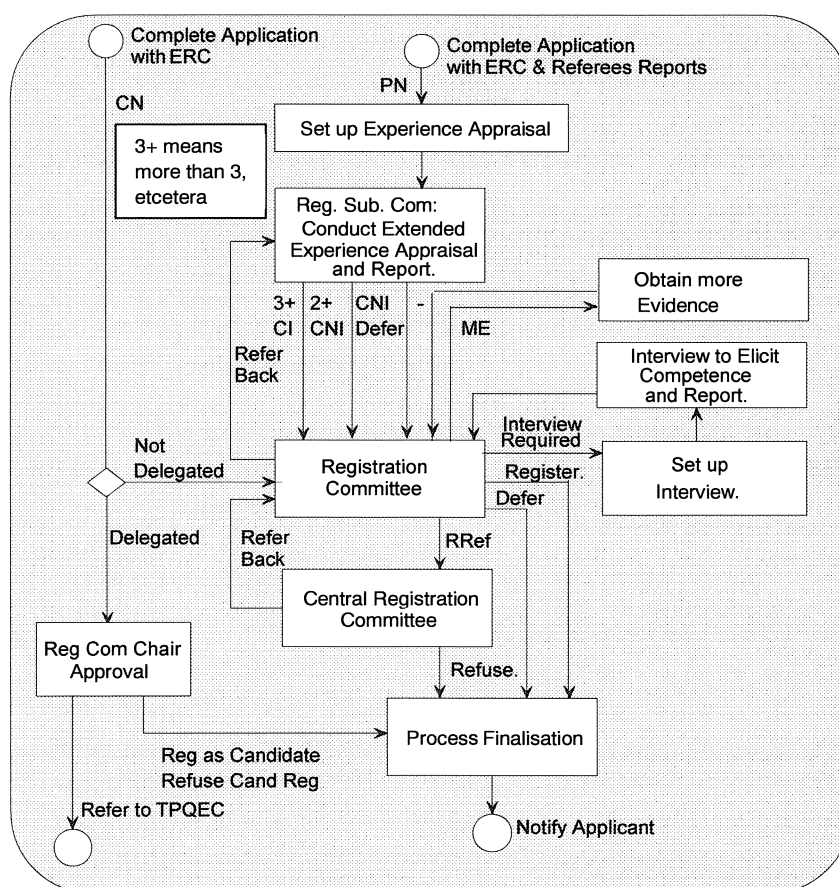 Complete Application
with ERC
Complete Application
with ERC & Referees Reports
CN
PN
3+ means
more than 3,
etcetera
Set up Experience Appraisal
Reg. Sub. Com:
Conduct Extended
Experience Appraisal
and Report.
3+
CI
2+
CNI
CNI
Defer
-
ME
Obtain more
Evidence
Refer
Back
Interview to Elicit
Competence
and Report.
Interview
Required
Set up
Interview.
Not
Delegated
Registration
Committee
Register.
Defer
Delegated
Refer
Back
RRef
Central Registration
Committee
Reg Com Chair
Approval
Refuse.
Reg as Candidate
Refuse Cand Reg
Process Finalisation
Refer to TPQEC
Notify Applicant